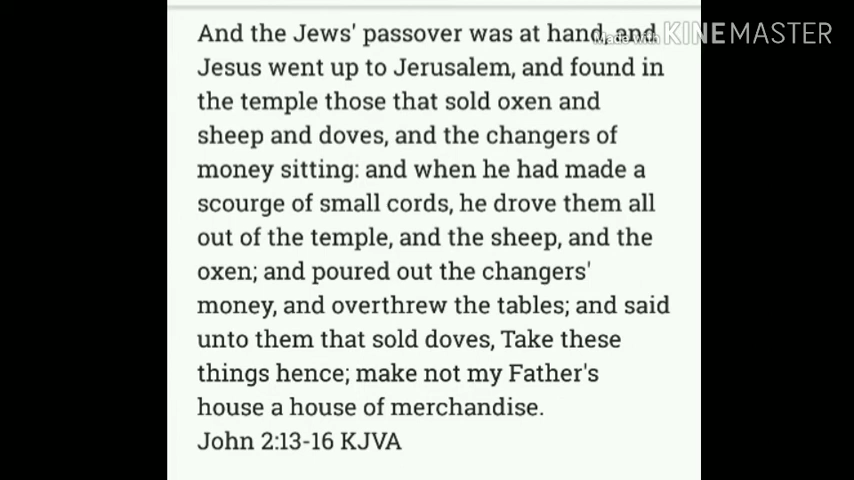 And the Jews' passover was at hand, and
Made with KINEMASTER
Jesus went up to Jerusalem, and found in
the temple those that sold oxen and
sheep and doves, and the changers of
money sitting: and when he had made a
scourge of small cords, he drove them all
out of the temple, and the sheep, and the
oxen; and poured out the changers'
money, and overthrew the tables; and said
unto them that sold doves, Take these
things hence; make not my Father's
house a house of merchandise.
John 2:13-16 KJVA